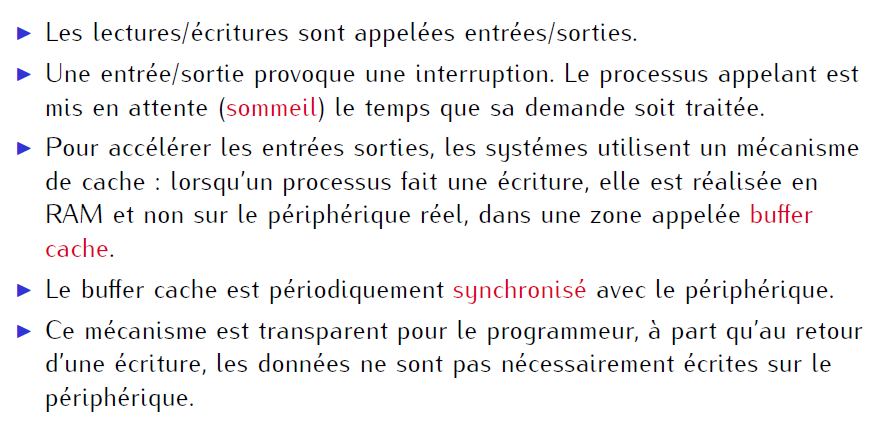 Les lectures/écritures sont appelées entrées/sorties.
Une entrée/sortie provoque une interruption. Le processus appelant est
mis en attente (sommeil) le temps que sa demande soit traitée.
Pour accélérer les entrées sorties, les systémes utilisent un mécanisme
de cache : lorsqu'un processus fait une écriture, elle est réalisée en
RAM et non sur le périphérique réel, dans une zone appelée buffer
cache.
Le buffer cache est périodiquement synchronisé avec le périphérique.
Ce mécanisme est transparent pour le programmeur, à part qu'au retour
d'une écriture, les données ne sont pas nécessairement écrites sur le
périphérique.